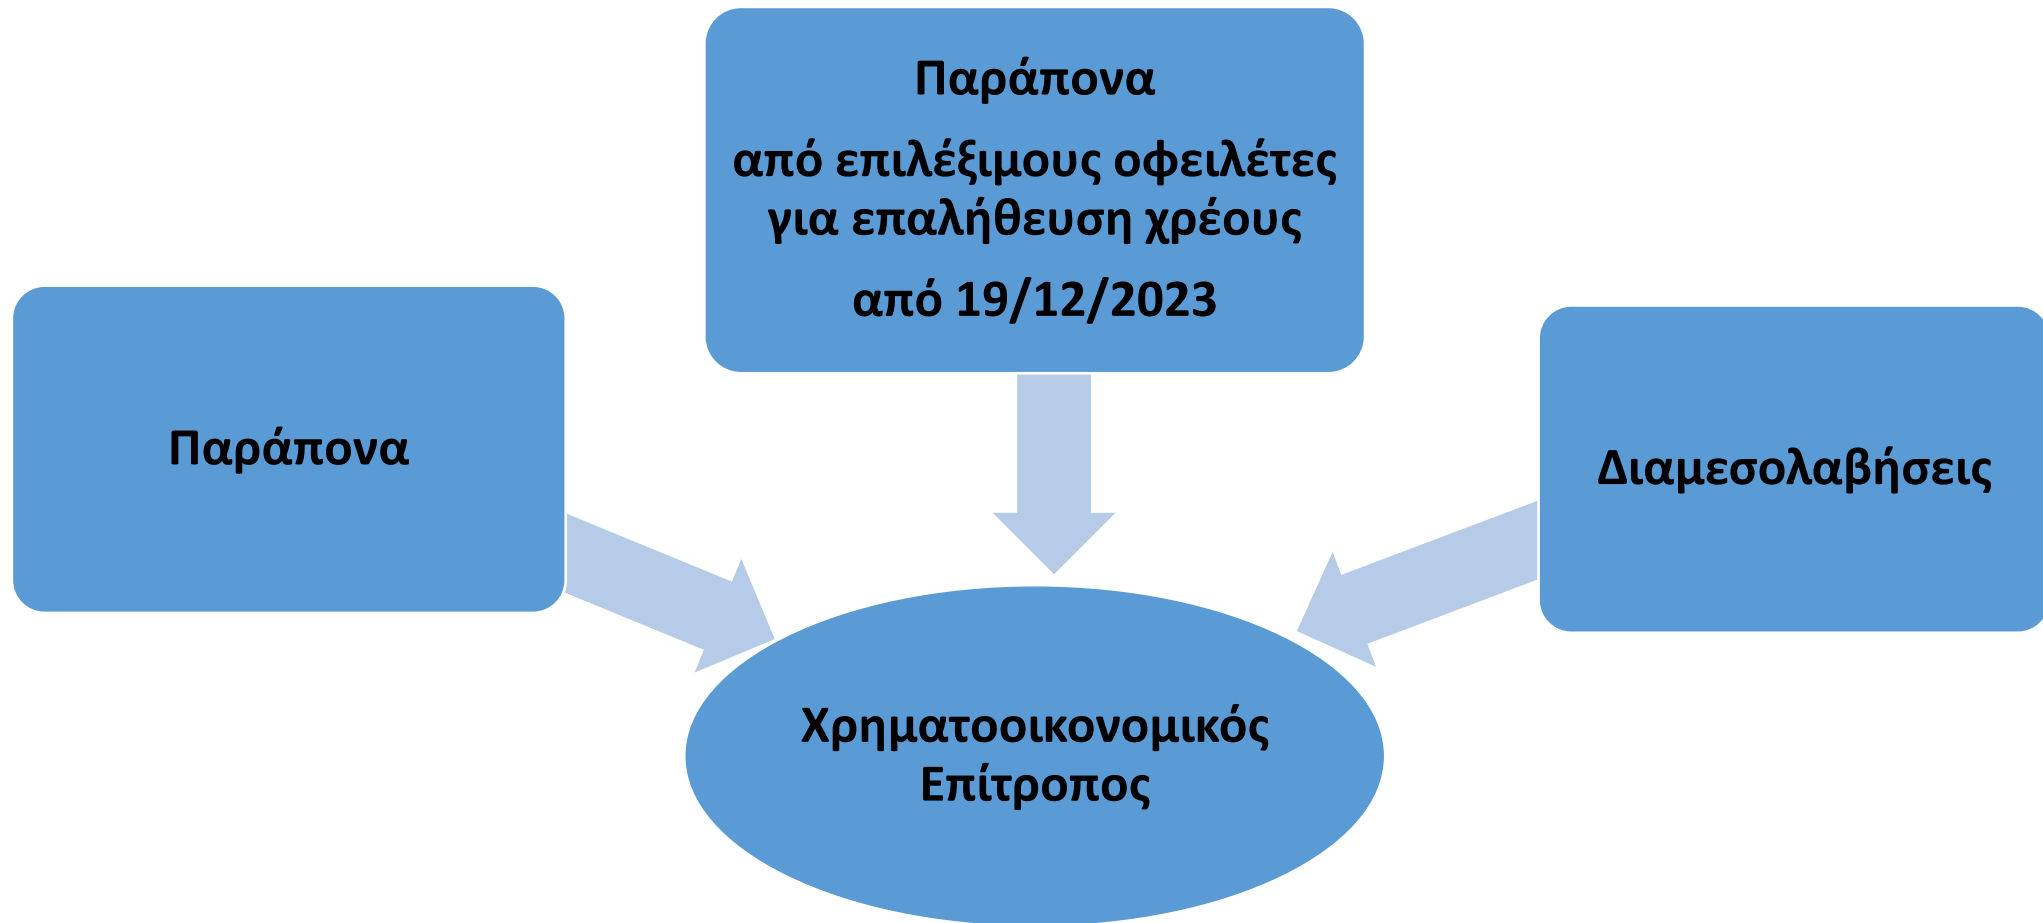 Παράπονα
από επιλέξιμους οφειλέτες
για επαλήθευση χρέους
από 19/12/2023
Παράπονα
Διαμεσολαβήσεις
Χρηματοοικονομικός
Επίτροπος